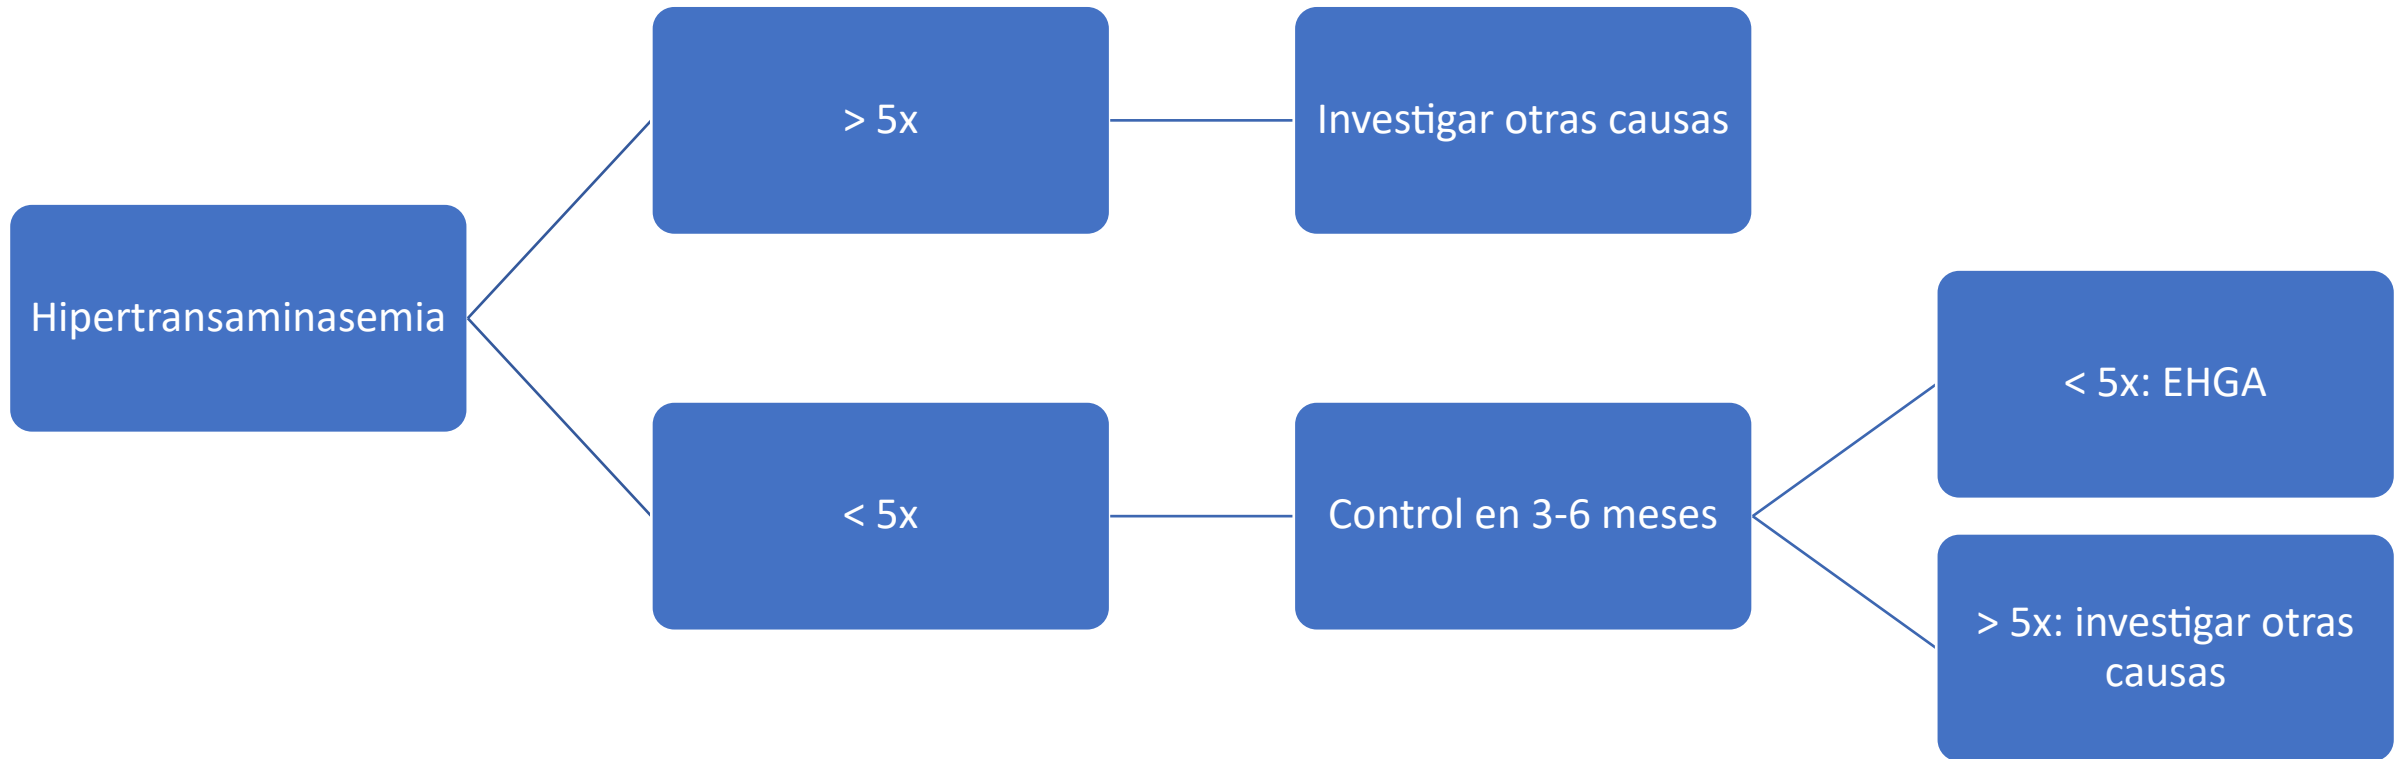 Hipertransaminasemia
> 5x
Investigar otras causas
< 5x
Control en 3-6 meses
< 5x: EHGA
> 5x: investigar otras
causas